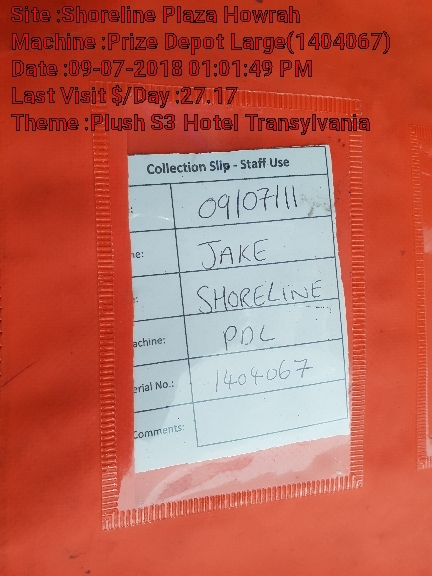 Site :Shoreline Plaza Howrah
Machine :Prize Depot Large(1404067)
Date :09-07-2018 01:01:49 PM
Last Visit $/Day :27.17
Theme :Plush S3 Hotel Transylvania
Collection Slip - Staff Use
: 09/07/11
ne: JAKE
: SHORELINE
achine: PDL
erial No.: 1404067
Comments: